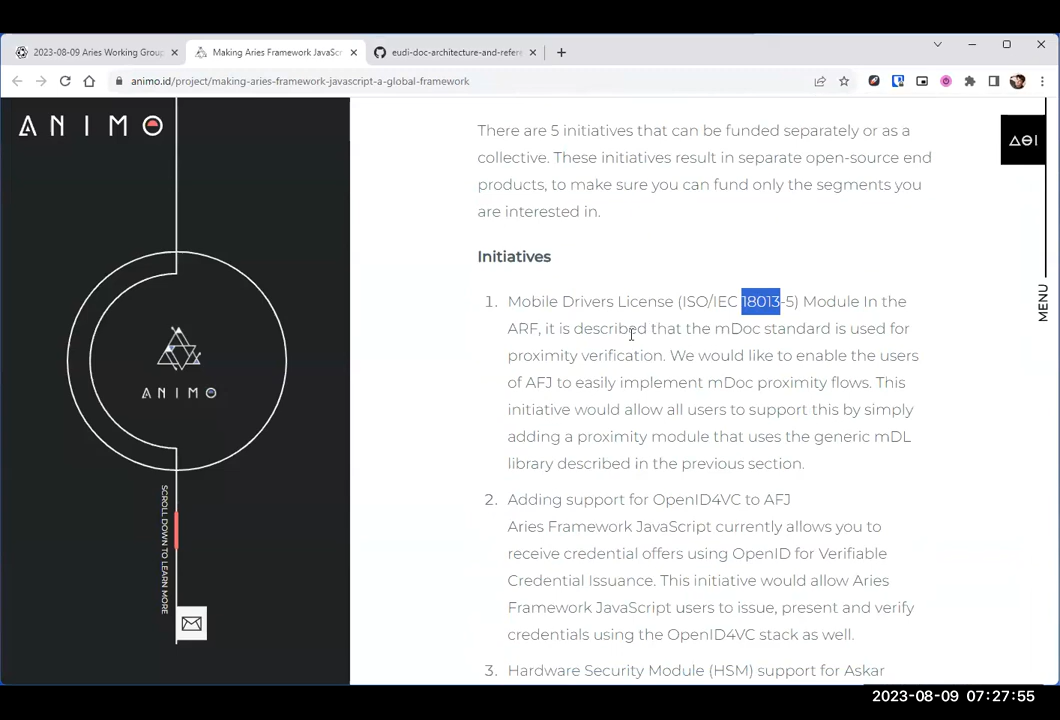 2023-08-09 Aries Working Group
Making Aries Framework JavaSc
eudi-doc-architecture-and-refere
animo.id/project/making-aries-framework-javascript-a-global-framework
ANIMO
There are 5 initiatives that can be funded separately or as a
collective. These initiatives result in separate open-source end
products, to make sure you can fund only the segments you
are interested in.
Initiatives
1. Mobile Drivers License (ISO/IEC 18013-5) Module In the
ARF, it is described that the mDoc standard is used for
proximity verification. We would like to enable the users
of AFJ to easily implement mDoc proximity flows. This
initiative would allow all users to support this by simply
adding a proximity module that uses the generic mDL
library described in the previous section.
2. Adding support for OpenID4VC to AFJ
Aries Framework JavaScript currently allows you to
receive credential offers using OpenID for Verifiable
Credential Issuance. This initiative would allow Aries
Framework JavaScript users to issue, present and verify
credentials using the OpenID4VC stack as well.
3. Hardware Security Module (HSM) support for Askar
ANIMO
SCROLL DOWN TO LEARN MORE
MENU
2023-08-09 07:27:55